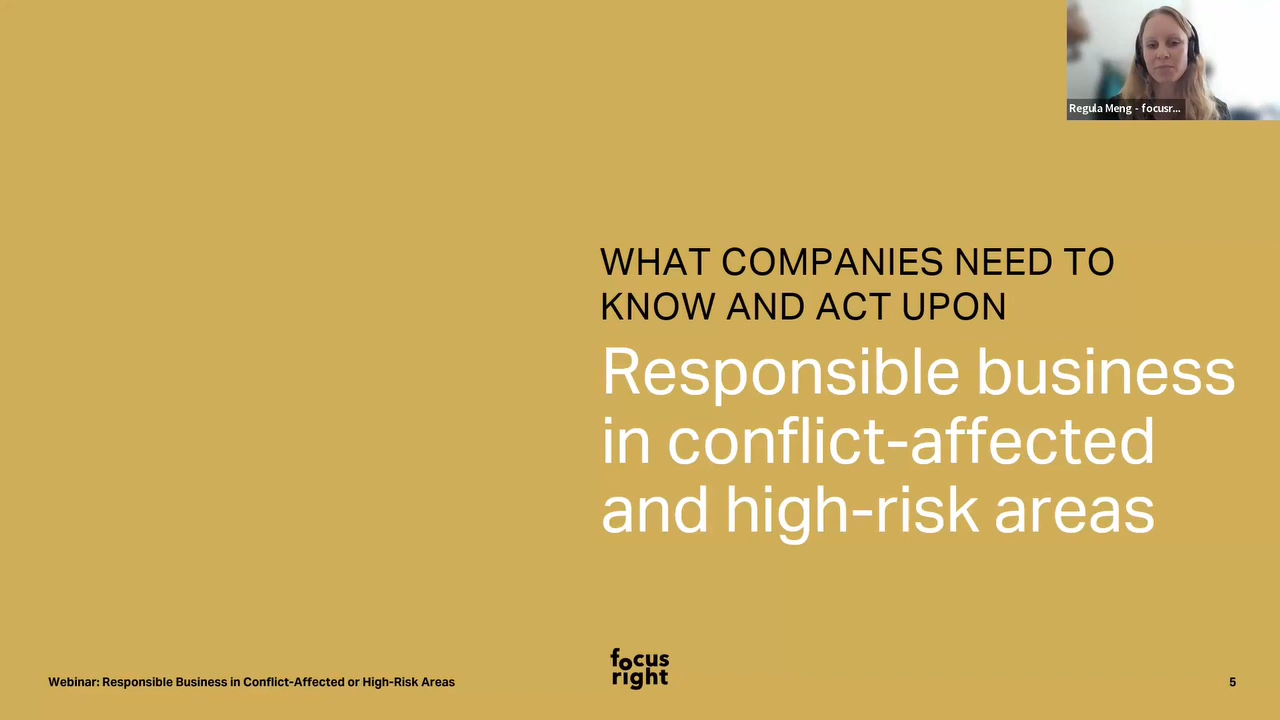 Regula Meng - focusr...
WHAT COMPANIES NEED TO
KNOW AND ACT UPON
Responsible business
in conflict-affected
and high-risk areas
focus
right
Webinar: Responsible Business in Conflict-Affected or High-Risk Areas
5